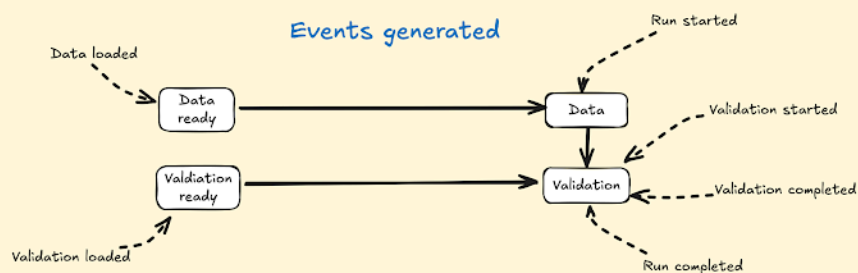 Events generated
Run started
Data loaded
Data
ready
Data
Validation started
Valdiation
ready
Validation
Validation completed
Validation loaded
Run completed